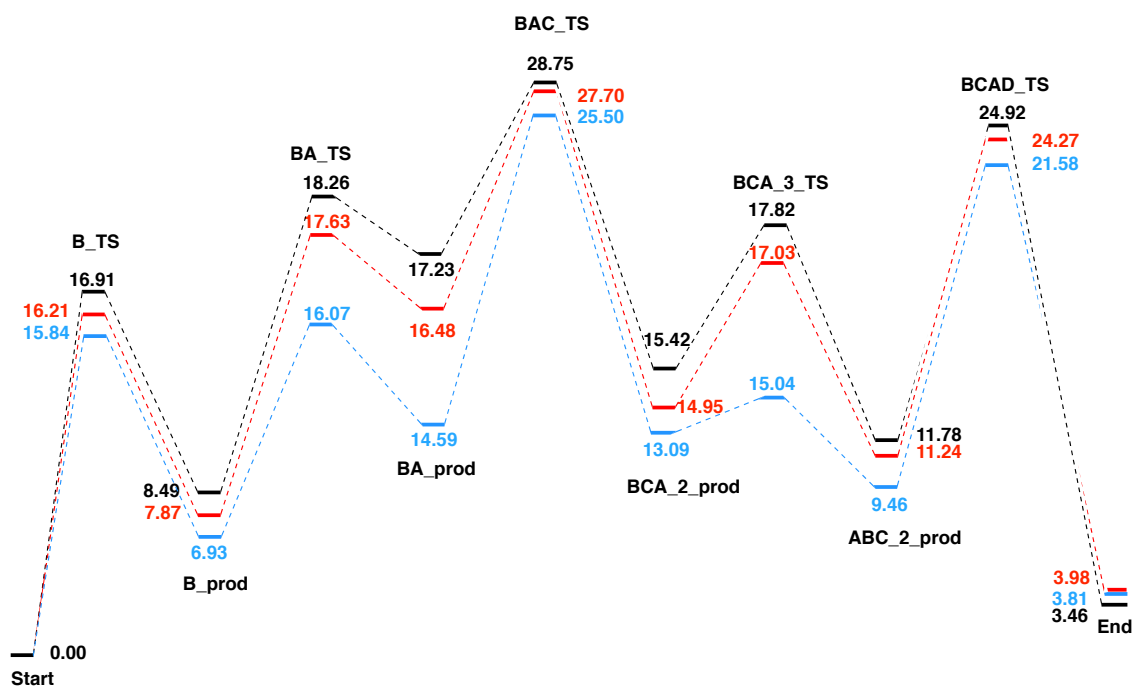 BAC_TS
28.75
27.70
25.50
BCAD_TS
24.92
24.27
21.58
BA_TS
18.26
17.63
16.07
BCA_3_TS
17.82
17.03
15.04
B_TS
16.91
16.21
15.84
17.23
16.48
14.59
BA_prod
15.42
14.95
13.09
BCA_2_prod
11.78
11.24
9.46
ABC_2_prod
8.49
7.87
6.93
B_prod
3.98
3.81
3.46
End
0.00
Start